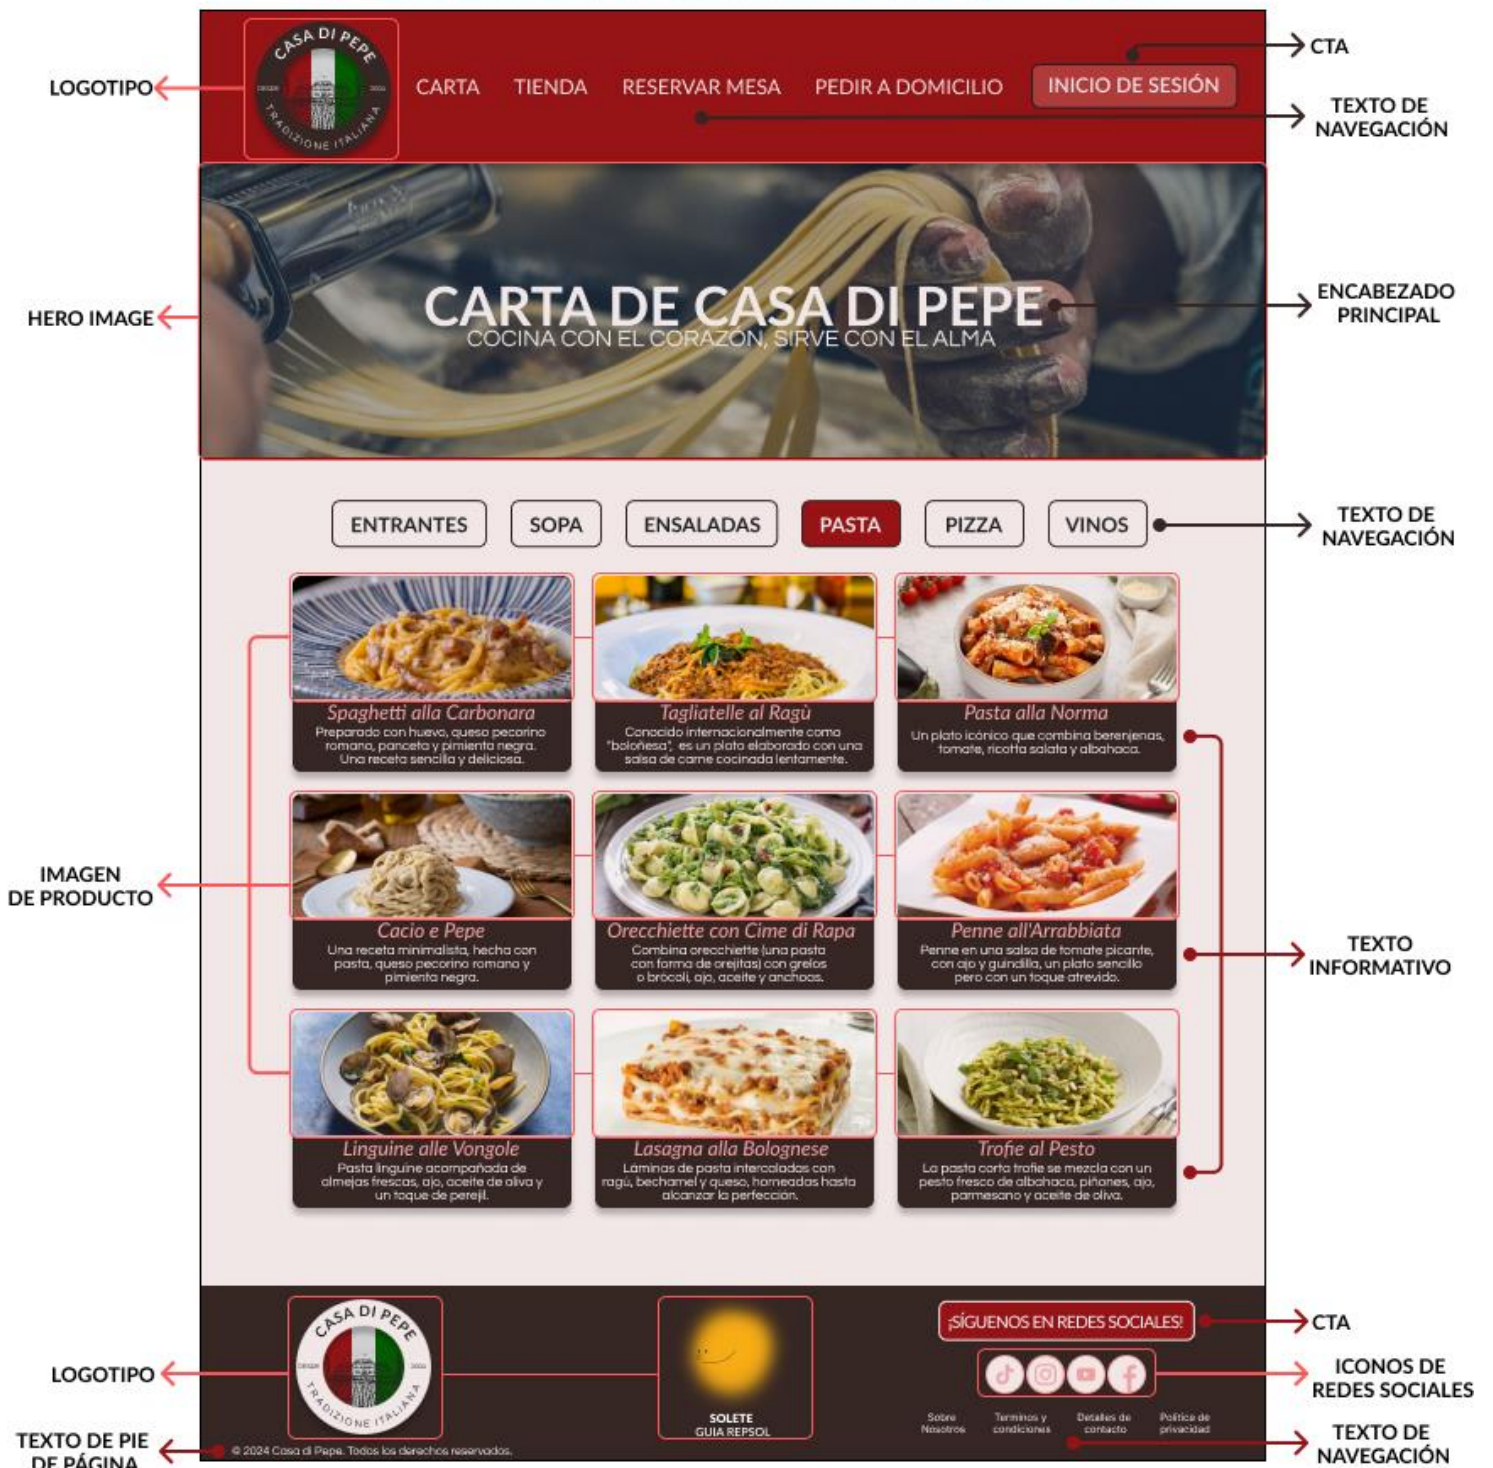 CASA DI PEPE
DESDE 2024
TRADIZIONE ITALIANA
CARTA TIENDA RESERVAR MESA PEDIR A DOMICILIO INICIO DE SESIÓN
CTA
LOGOTIPO
TEXTO DE
NAVEGACIÓN
CARTA DE CASA DI PEPE
COCINA CON EL CORAZÓN, SIRVE CON EL ALMA
HERO IMAGE
ENCABEZADO
PRINCIPAL
ENTRANTES SOPA ENSALADAS PASTA PIZZA VINOS
TEXTO DE
NAVEGACIÓN
Spaghetti alla Carbonara
Preparado con huevo, queso pecorino
romano, panceta y pimienta negra.
Una receta sencilla y deliciosa.
Tagliatelle al Ragù
Conocido internacionalmente como
"boloñesa", es un plato elaborado con una
salsa de carne cocinada lentamente.
Pasta alla Norma
Un plato icónico que combina berenjenas,
tomate, ricotta salata y albahaca.
IMAGEN
DE PRODUCTO
Cacio e Pepe
Una receta minimalista, hecha con
pasta, queso pecorino romano y
pimienta negra.
Orecchiette con Cime di Rapa
Combina orecchiette (una pasta
con forma de orejitas) con grelos
o brócoli, ajo, aceite y anchoas.
Penne all'Arrabbiata
Penne en una salsa de tomate picante,
con ajo y guindilla, un plato sencillo
pero con un toque atrevido.
TEXTO
INFORMATIVO
Linguine alle Vongole
Pasta linguine acompañada de
almejas frescas, ajo, aceite de oliva y
un toque de perejil.
Lasagna alla Bolognese
Láminas de pasta intercaladas con
ragú, bechamel y queso, horneadas hasta
alcanzar la perfección.
Trofie al Pesto
La pasta corta trofie se mezcla con un
pesto fresco de albahaca, piñones, ajo,
parmesano y aceite de oliva.
CASA DI PEPE
TRADIZIONE ITALIANA
LOGOTIPO
SOLETE
GUIA REPSOL
¡SÍGUENOS EN REDES SOCIALES!
CTA
ICONOS DE
REDES SOCIALES
Sobre
Nosotros
Terminos y
condiciones
Detalles de
contacto
Politica de
privacidad
TEXTO DE
NAVEGACIÓN
TEXTO DE PIE
DE PÁGINA
© 2024 Casa di Pepe. Todos los derechos reservados.